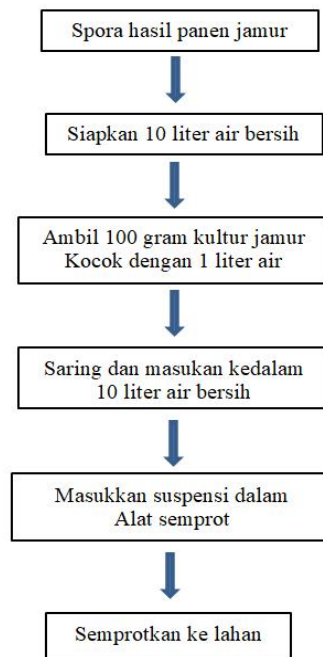 Spora hasil panen jamur
Siapkan 10 liter air bersih
Ambil 100 gram kultur jamur
Kocok dengan 1 liter air
Saring dan masukan kedalam
10 liter air bersih
Masukkan suspensi dalam
Alat semprot
Semprotkan ke lahan